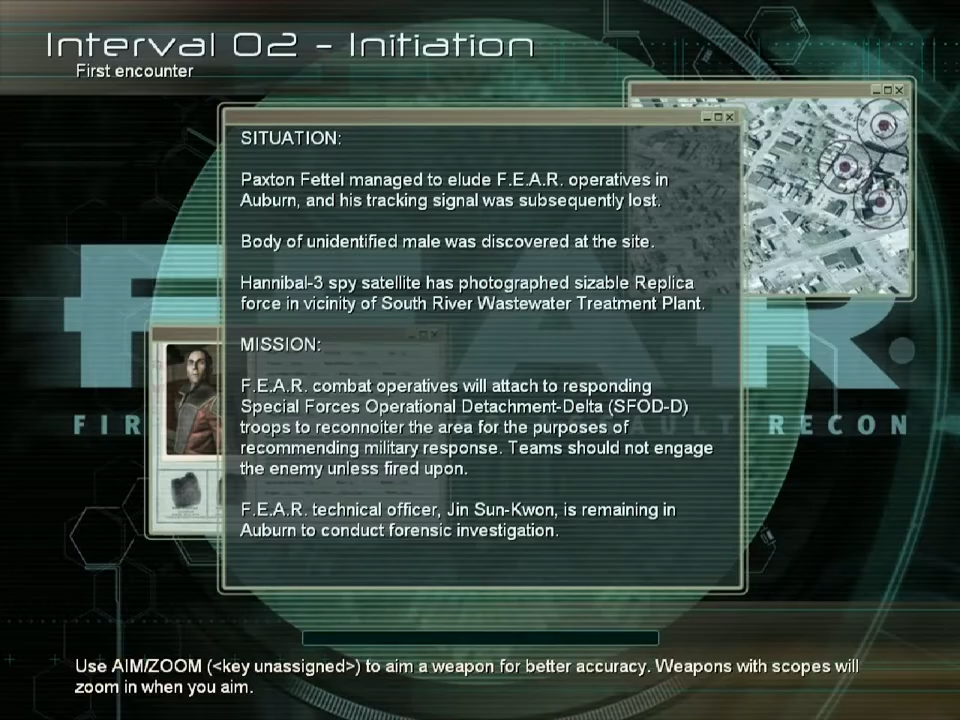 Interval 02 - Initiation
First encounter
SITUATION:
Paxton Fettel managed to elude F.E.A.R. operatives in
Auburn, and his tracking signal was subsequently lost.
Body of unidentified male was discovered at the site.
Hannibal-3 spy satellite has photographed sizable Replica
force in vicinity of South River Wastewater Treatment Plant.
MISSION:
F.E.A.R. combat operatives will attach to responding
Special Forces Operational Detachment-Delta (SFOD-D)
troops to reconnoiter the area for the purposes of
recommending military response. Teams should not engage
the enemy unless fired upon.
F.E.A.R. technical officer, Jin Sun-Kwon, is remaining in
Auburn to conduct forensic investigation.
RECON
Use AIM/ZOOM (<key unassigned>) to aim a weapon for better accuracy. Weapons with scopes will
zoom in when you aim.